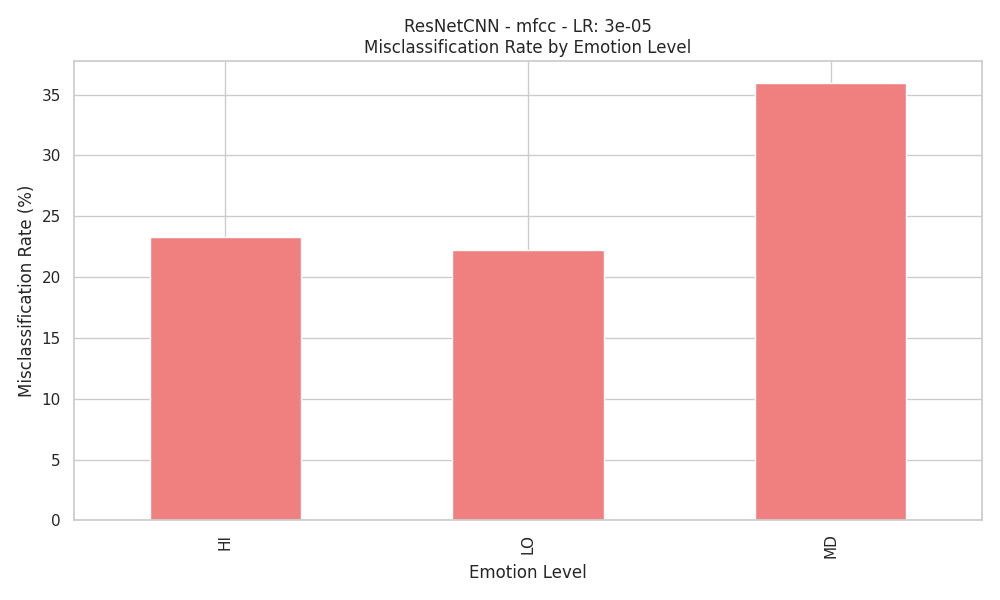 ResNetCNN - mfcc - LR: 3e-05
Misclassification Rate by Emotion Level
Misclassification Rate (%)
35
30
25
20
15
10
5
0
HI
LO
MD
Emotion Level